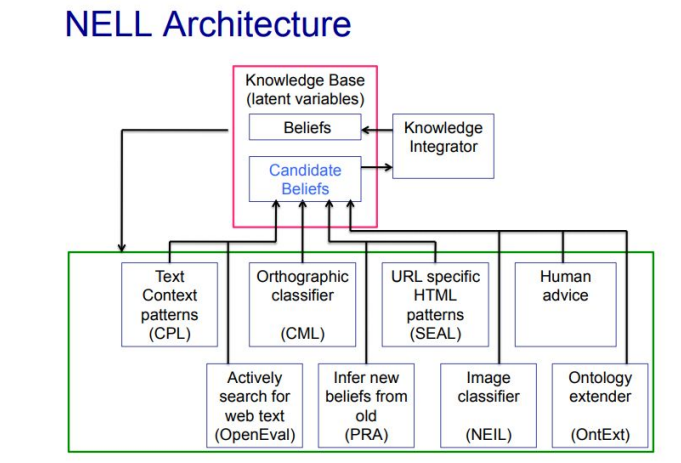 NELL Architecture
Knowledge Base
(latent variables)
Beliefs
Knowledge
Integrator
Candidate
Beliefs
Text
Context
patterns
(CPL)
Orthographic
classifier
(CML)
URL specific
HTML
patterns
(SEAL)
Human
advice
Actively
search for
web text
(OpenEval)
Infer new
beliefs from
old
(PRA)
Image
classifier
(NEIL)
Ontology
extender
(OntExt)